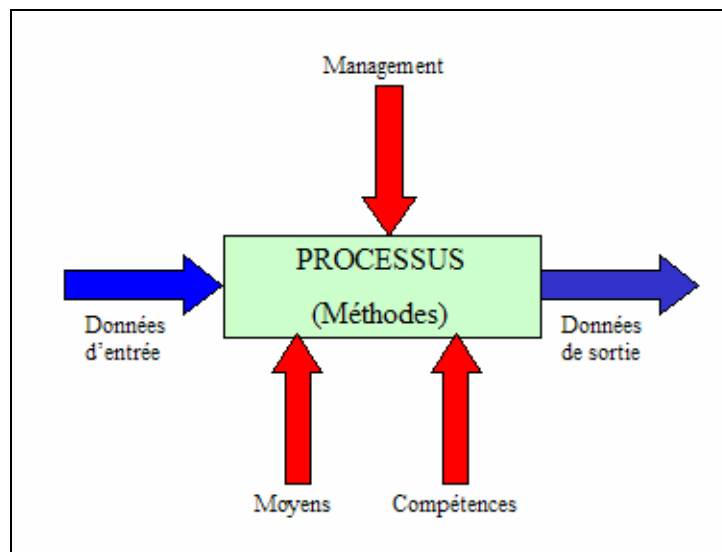 Management
PROCESSUS
(Méthodes)
Données
d'entrée
Données
de sortie
Moyens
Compétences